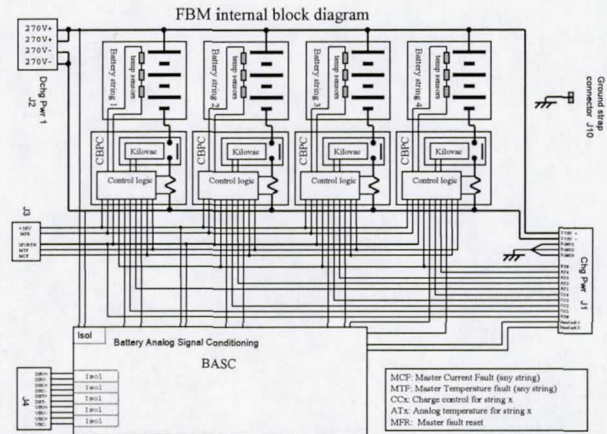 FBM internal block diagram
270V+
270V+
270V-
270V-
Dchg Pwr 1
J2
Battery string 1
temp sensors
Battery string 2
temp sensors
Battery string 3
temp sensors
Battery string 4
temp sensors
Ground strap
connector J10
CBPC
Kilovac
Control logic
CBPC
Kilovac
Control logic
CBPC
Kilovac
Control logic
CBPC
Kilovac
Control logic
J3
MFR
MTF
MCF
Chg Pwr J1
Isol
Battery Analog Signal Conditioning
BASC
J4
Isol
Isol
Isol
Isol
Isol
MCF: Master Current Fault (any string)
MTF: Master Temperature fault (any string)
CCx: Charge control for string x
ATx: Analog temperature for string x
MFR: Master fault reset